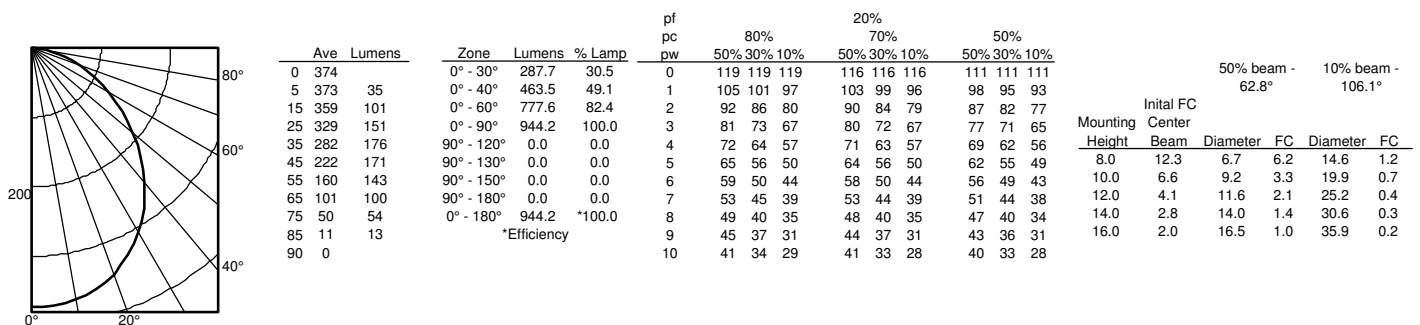 80°
60°
200
40°
0° 20°
Ave Lumens
0 374
5 373 35
15 359 101
25 329 151
35 282 176
45 222 171
55 160 143
65 101 100
75 50 54
85 11 13
90 0
Zone Lumens % Lamp
0° - 30° 287.7 30.5
0° - 40° 463.5 49.1
0° - 60° 777.6 82.4
0° - 90° 944.2 100.0
90° - 120° 0.0 0.0
90° - 130° 0.0 0.0
90° - 150° 0.0 0.0
90° - 180° 0.0 0.0
0° - 180° 944.2 *100.0
*Efficiency
pf 20%
pc 80% 70% 50%
pw 50% 30% 10% 50% 30% 10% 50% 30% 10%
0 119 119 119 116 116 116 111 111 111
1 105 101 97 103 99 96 98 95 93
2 92 86 80 90 84 79 87 82 77
3 81 73 67 80 72 67 77 71 65
4 72 64 57 71 63 57 69 62 56
5 65 56 50 64 56 50 62 55 49
6 59 50 44 58 50 44 56 49 43
7 53 45 39 53 44 39 51 44 38
8 49 40 35 48 40 35 47 40 34
9 45 37 31 44 37 31 43 36 31
10 41 34 29 41 33 28 40 33 28
50% beam - 10% beam -
62.8° 106.1°
Inital FC
Mounting Center
Height Beam Diameter FC Diameter FC
8.0 12.3 6.7 6.2 14.6 1.2
10.0 6.6 9.2 3.3 19.9 0.7
12.0 4.1 11.6 2.1 25.2 0.4
14.0 2.8 14.0 1.4 30.6 0.3
16.0 2.0 16.5 1.0 35.9 0.2